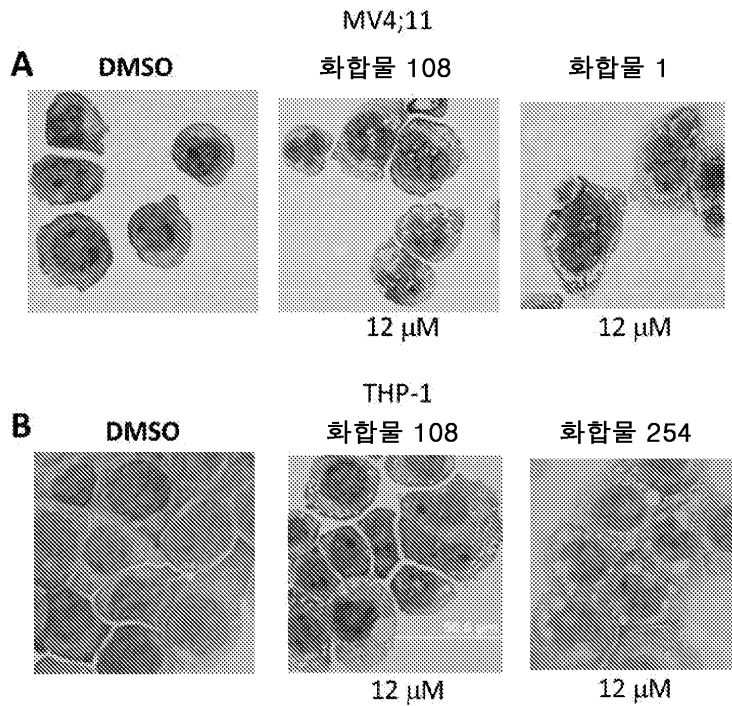 MV4;11
A DMSO 화합물 108 화합물 1
12 μM 12 μM
THP-1
B DMSO 화합물 108 화합물 254
12 μM 12 μM